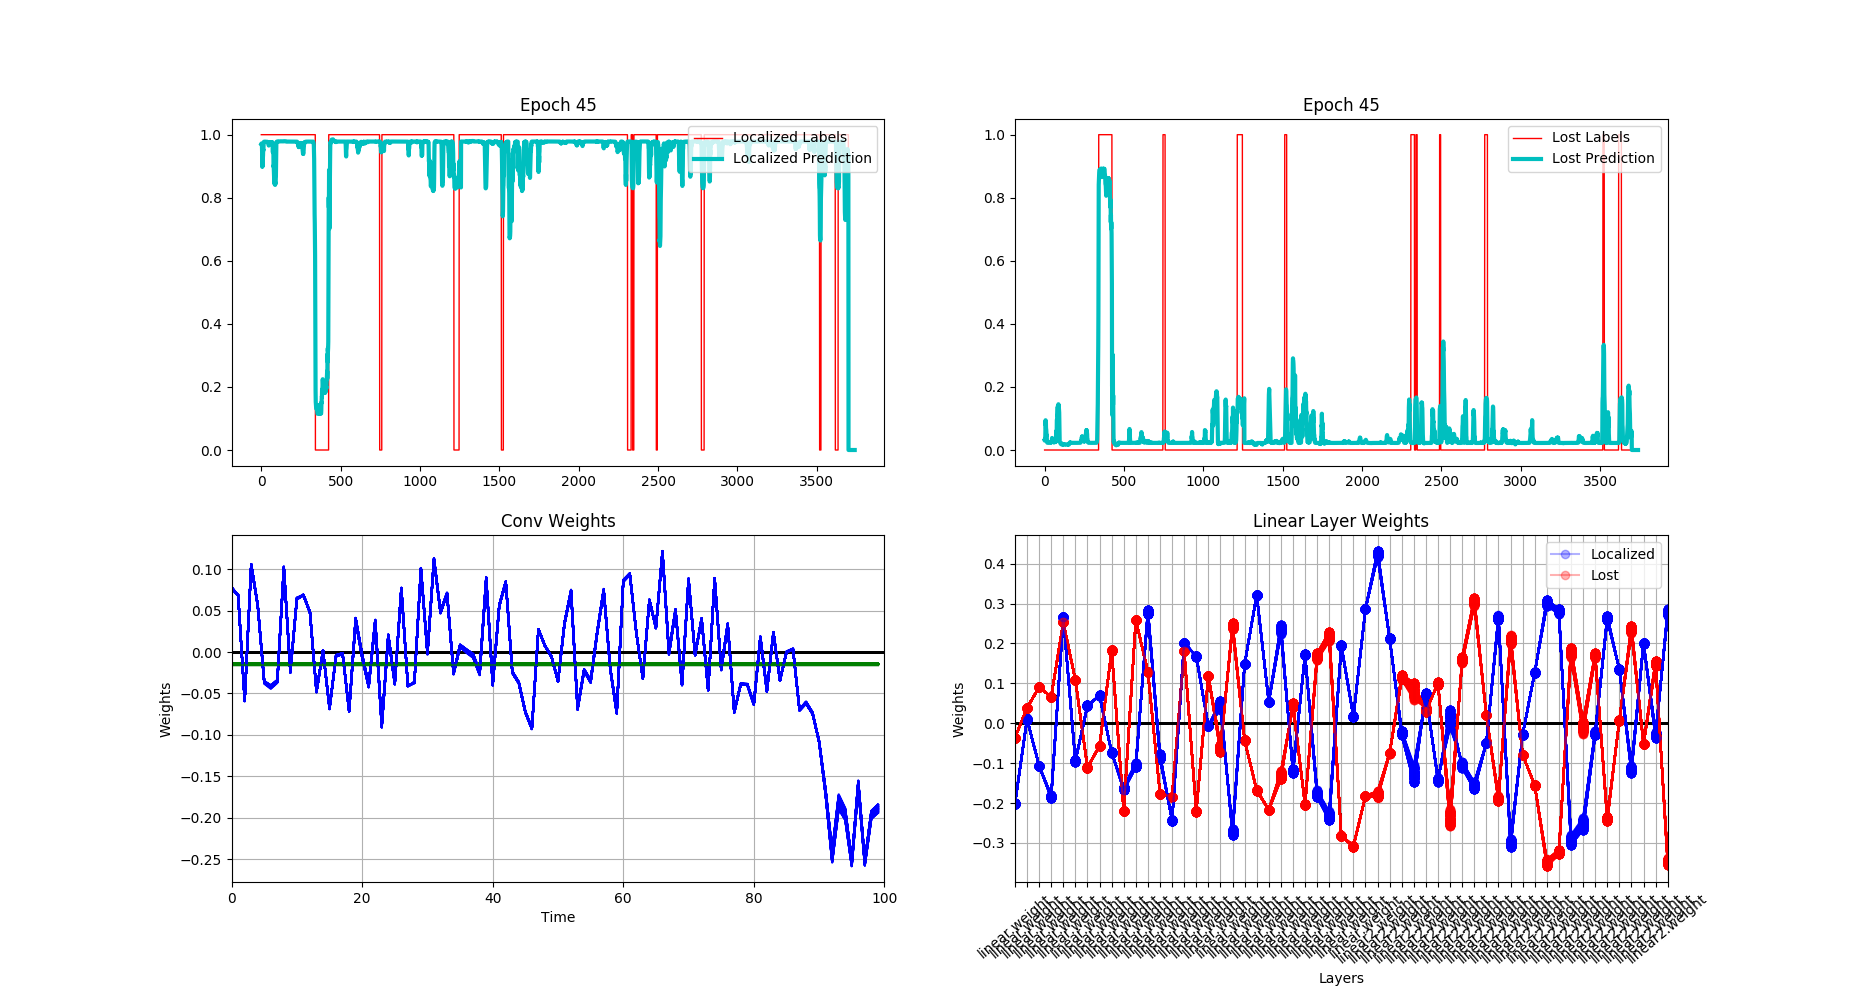 Epoch 45
1.0
0.8
0.6
0.4
0.2
0.0
Localized Labels
Localized Prediction
0 500 1000 1500 2000 2500 3000 3500
Epoch 45
1.0
0.8
0.6
0.4
0.2
0.0
Lost Labels
Lost Prediction
0 500 1000 1500 2000 2500 3000 3500
Conv Weights
Weights
0.10
0.05
0.00
−0.05
−0.10
−0.15
−0.20
−0.25
0 20 40 60 80 100
Time
Linear Layer Weights
Weights
0.4
0.3
0.2
0.1
0.0
−0.1
−0.2
−0.3
Localized
Lost
linear.weight
linear2.weight
Layers